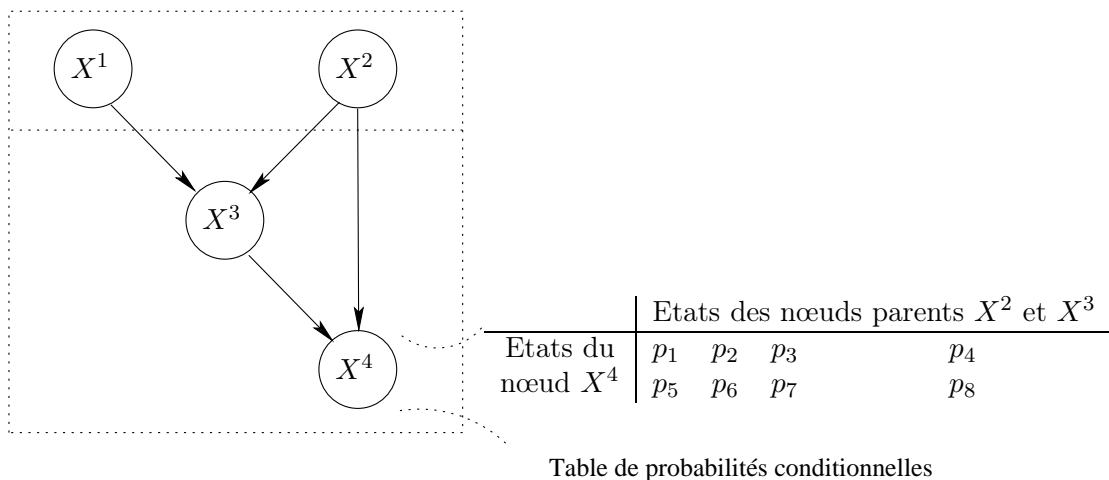 X¹ X²
X³
X⁴
Etats des nœuds parents X² et X³
Etats du p₁ p₂ p₃ p₄
nœud X⁴ p₅ p₆ p₇ p₈
Table de probabilités conditionnelles